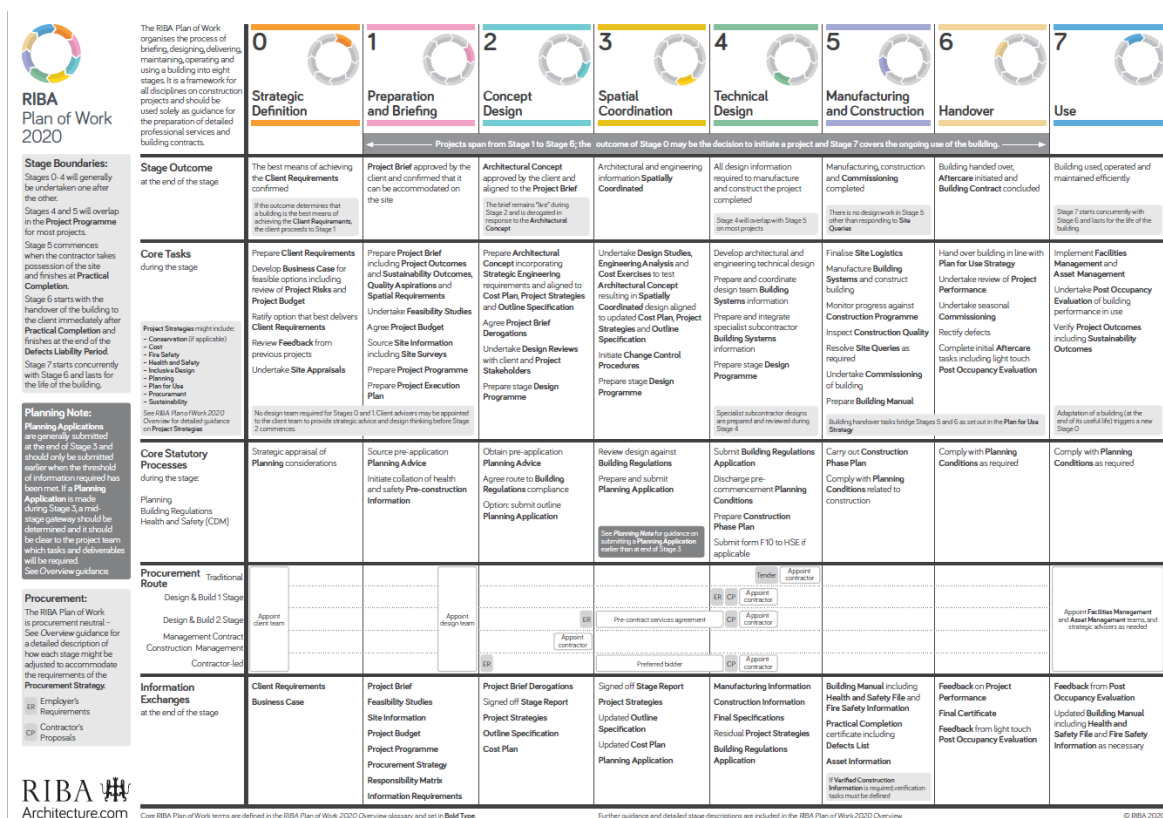 RIBA
Plan of Work
2020
The RIBA Plan of Work
organises the process of
briefing, designing, delivering,
maintaining, operating and
using a building into eight
stages. It is a framework for
all disciplines on construction
projects and should be
used solely as guidance for
the preparation of detailed
professional services and
building contracts.
0
Strategic
Definition
1
Preparation
and Briefing
2
Concept
Design
3
Spatial
Coordination
4
Technical
Design
5
Manufacturing
and Construction
6
Handover
7
Use
Projects span from Stage 1 to Stage 6; the outcome of Stage 0 may be the decision to initiate a project and Stage 7 covers the ongoing use of the building.
Stage Boundaries:
Stages 0-4 will generally
be undertaken one after
the other.
Stages 4 and 5 will overlap
in the Project Programme
for most projects.
Stage 5 commences
when the contractor takes
possession of the site
and finishes at Practical
Completion.
Stage 6 starts with the
handover of the building to
the client immediately after
Practical Completion and
finishes at the end of the
Defects Liability Period.
Stage 7 starts concurrently
with Stage 6 and lasts for
the life of the building.
Planning Note:
Planning Applications
are generally submitted
at the end of Stage 3 and
should only be submitted
earlier when the threshold
of information required has
been met. If a Planning
Application is made
during Stage 3, a mid-
stage gateway should be
determined and it should
be clear to the project team
which tasks and deliverables
will be required.
See Overview guidance.
Procurement:
The RIBA Plan of Work
is procurement neutral –
See Overview guidance for
a detailed description of
how each stage might be
adjusted to accommodate
the requirements of the
Procurement Strategy.
ER Employer's
Requirements
CP Contractor's
Proposals
RIBA
Architecture.com
Stage Outcome
at the end of the stage
The best means of achieving
the Client Requirements
confirmed
If the outcome determines that
a building is the best means of
achieving the Client Requirements,
the client proceeds to Stage 1
Project Brief approved by the
client and confirmed that it
can be accommodated on
the site
Architectural Concept
approved by the client and
aligned to the Project Brief
The brief remains "live" during
Stage 2 and is derogated in
response to the Architectural
Concept
Architectural and engineering
information Spatially
Coordinated
All design information
required to manufacture
and construct the project
completed
Stage 4 will overlap with Stage 5
on most projects
Manufacturing, construction
and Commissioning
completed
There is no design work in Stage 5
other than responding to Site
Queries
Building handed over,
Aftercare initiated and
Building Contract concluded
Building used, operated and
maintained efficiently
Stage 7 starts concurrently with
Stage 6 and lasts for the life of the
building
Core Tasks
during the stage
Project Strategies might include:
– Conservation (if applicable)
– Cost
– Fire Safety
– Health and Safety
– Inclusive Design
– Planning
– Plan for Use
– Procurement
– Sustainability
See RIBA Plan of Work 2020
Overview for detailed guidance
on Project Strategies
Prepare Client Requirements
Develop Business Case for
feasible options including
review of Project Risks and
Project Budget
Ratify option that best delivers
Client Requirements
Review Feedback from
previous projects
Undertake Site Appraisals
Prepare Project Brief
including Project Outcomes
and Sustainability Outcomes,
Quality Aspirations and
Spatial Requirements
Undertake Feasibility Studies
Agree Project Budget
Source Site Information
including Site Surveys
Prepare Project Programme
Prepare Project Execution
Plan
No design team required for Stages 0 and 1. Client advisers may be appointed
to the client team to provide strategic advice and design thinking before Stage
2 commences.
Prepare Architectural
Concept incorporating
Strategic Engineering
requirements and aligned to
Cost Plan, Project Strategies
and Outline Specification
Agree Project Brief
Derogations
Undertake Design Reviews
with client and Project
Stakeholders
Prepare stage Design
Programme
Undertake Design Studies,
Engineering Analysis and
Cost Exercises to test
Architectural Concept
resulting in Spatially
Coordinated design aligned
to updated Cost Plan, Project
Strategies and Outline
Specification
Initiate Change Control
Procedures
Prepare stage Design
Programme
Develop architectural and
engineering technical design
Prepare and coordinate
design team Building
Systems information
Prepare and integrate
specialist subcontractor
Building Systems
information
Prepare stage Design
Programme
Specialist subcontractor designs
are prepared and reviewed during
Stage 4
Finalise Site Logistics
Manufacture Building
Systems and construct
building
Monitor progress against
Construction Programme
Inspect Construction Quality
Resolve Site Queries as
required
Undertake Commissioning
of building
Prepare Building Manual
Building handover tasks bridge Stages 5 and 6 as set out in the Plan for Use
Strategy
Hand over building in line with
Plan for Use Strategy
Undertake review of Project
Performance
Undertake seasonal
Commissioning
Rectify defects
Complete initial Aftercare
tasks including light touch
Post Occupancy Evaluation
Implement Facilities
Management and
Asset Management
Undertake Post Occupancy
Evaluation of building
performance in use
Verify Project Outcomes
including Sustainability
Outcomes
Adaptation of a building (at the
end of its useful life) triggers a new
Stage 0
Core Statutory
Processes
during the stage:
Planning
Building Regulations
Health and Safety (CDM)
Strategic appraisal of
Planning considerations
Source pre-application
Planning Advice
Initiate collation of health
and safety Pre-construction
Information
Obtain pre-application
Planning Advice
Agree route to Building
Regulations compliance
Option: submit outline
Planning Application
Review design against
Building Regulations
Prepare and submit
Planning Application
See Planning Note for guidance on
submitting a Planning Application
earlier than at end of Stage 3
Submit Building Regulations
Application
Discharge pre-
commencement Planning
Conditions
Prepare Construction
Phase Plan
Submit form F10 to HSE if
applicable
Carry out Construction
Phase Plan
Comply with Planning
Conditions related to
construction
Comply with Planning
Conditions as required
Comply with Planning
Conditions as required
Procurement
Route
Traditional
Design & Build 1 Stage
Design & Build 2 Stage
Management Contract
Construction Management
Contractor-led
Appoint
client team
Appoint
design team
Tender
Appoint
contractor
ER
CP
Appoint
contractor
ER
Pre-contract services agreement
CP
Appoint
contractor
Appoint
contractor
ER
Preferred bidder
CP
Appoint
contractor
Appoint Facilities Management
and Asset Management teams, and
strategic advisers as needed
Information
Exchanges
at the end of the stage
Client Requirements
Business Case
Project Brief
Feasibility Studies
Site Information
Project Budget
Project Programme
Procurement Strategy
Responsibility Matrix
Information Requirements
Project Brief Derogations
Signed off Stage Report
Project Strategies
Outline Specification
Cost Plan
Signed off Stage Report
Project Strategies
Updated Outline
Specification
Updated Cost Plan
Planning Application
Manufacturing Information
Construction Information
Final Specifications
Residual Project Strategies
Building Regulations
Application
Building Manual including
Health and Safety File and
Fire Safety Information
Practical Completion
certificate including
Defects List
Asset Information
If Verified Construction
Information is required, verification
tasks must be defined
Feedback on Project
Performance
Final Certificate
Feedback from light touch
Post Occupancy Evaluation
Feedback from Post
Occupancy Evaluation
Updated Building Manual
including Health and
Safety File and Fire Safety
Information as necessary
Core RIBA Plan of Work terms are defined in the RIBA Plan of Work 2020 Overview glossary and set in Bold Type.
Further guidance and detailed stage descriptions are included in the RIBA Plan of Work 2020 Overview.
© RIBA 2020